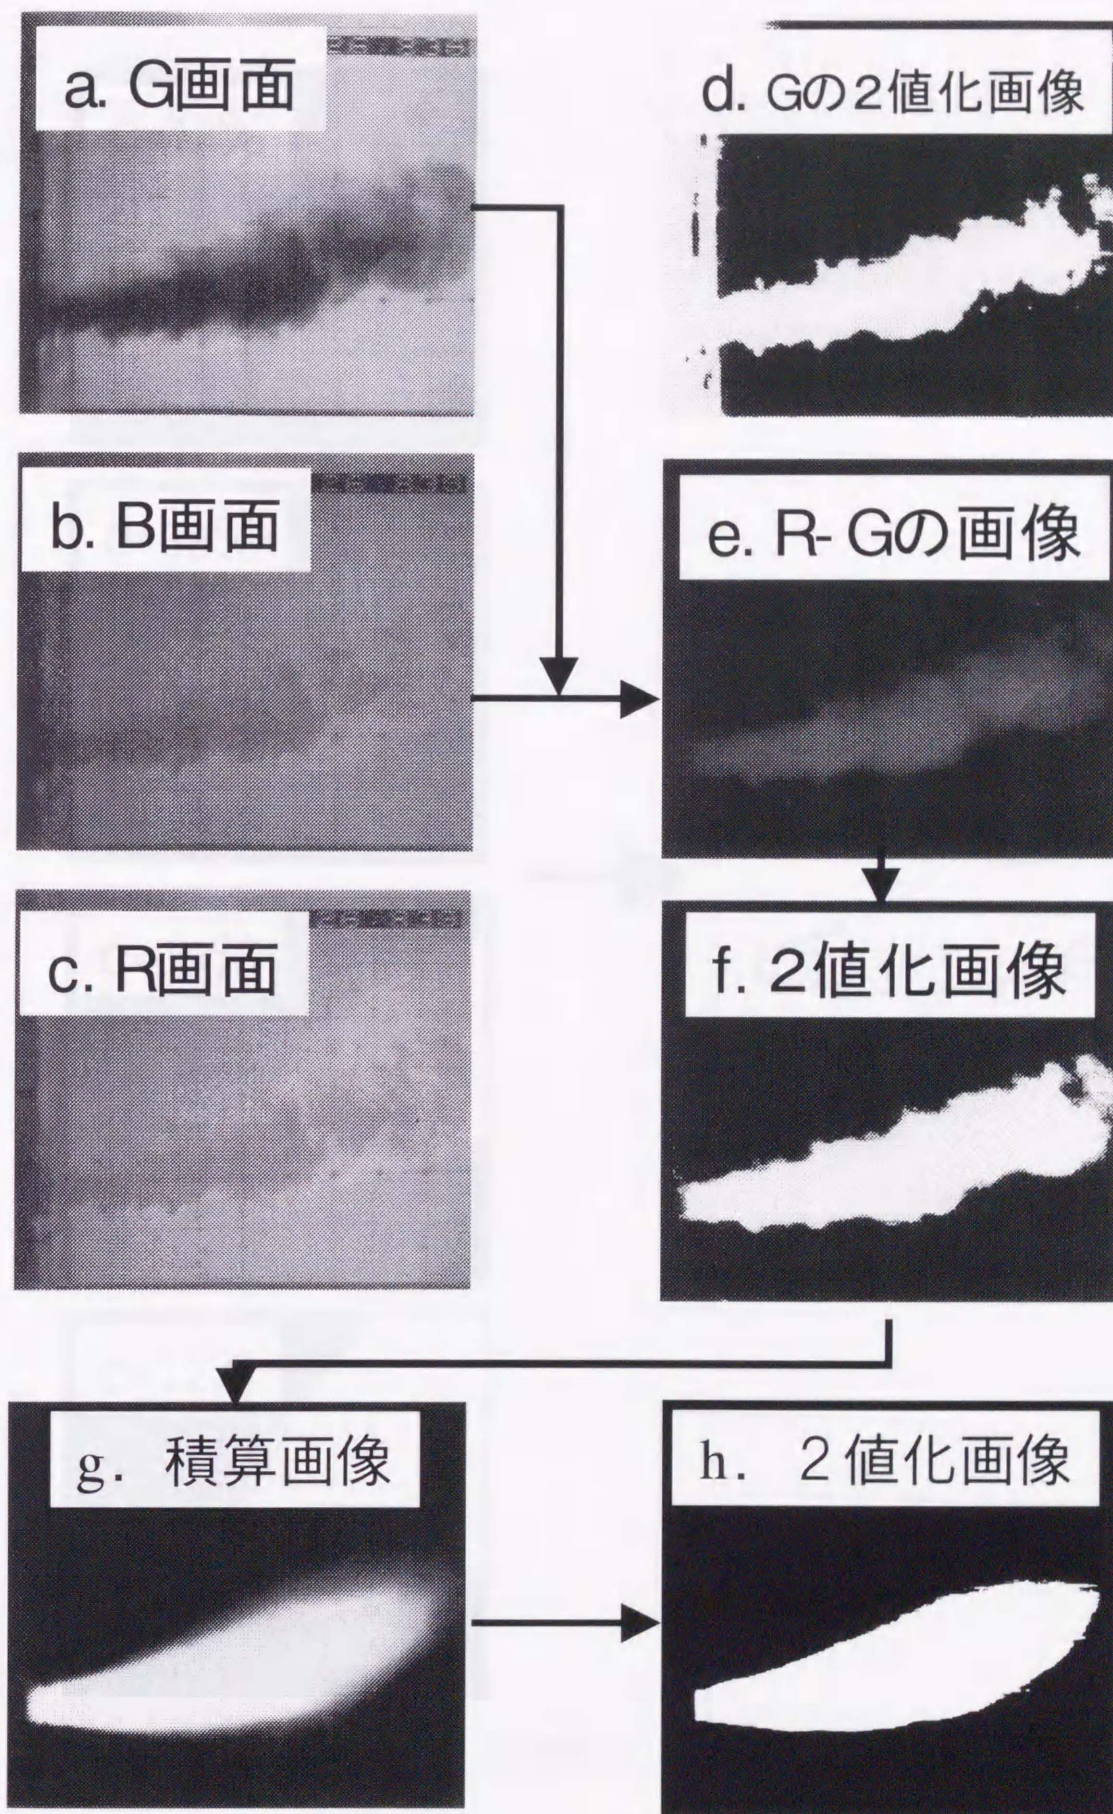 a. G画面
d. Gの2値化画像
b. B画面
e. R-Gの画像
c. R画面
f. 2値化画像
g. 積算画像
h. 2値化画像